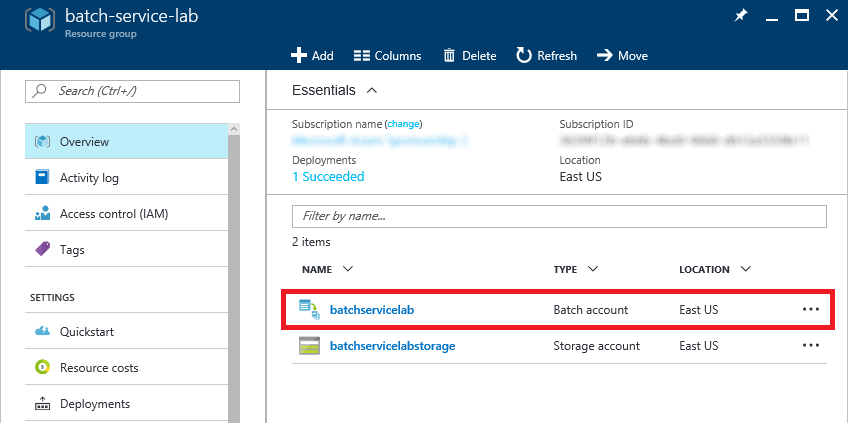 batch-service-lab
Resource group
Add Columns Delete Refresh Move
Search (Ctrl+/)
Overview
Activity log
Access control (IAM)
Tags
SETTINGS
Quickstart
Resource costs
Deployments
Essentials
Subscription name (change)
Subscription ID
Deployments
1 Succeeded
Location
East US
Filter by name...
2 items
NAME TYPE LOCATION
batchservicelab Batch account East US ...
batchservicelabstorage Storage account East US ...